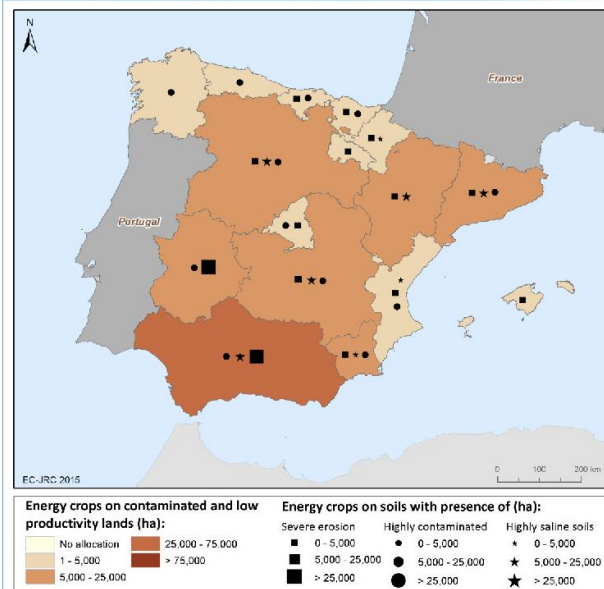 N
France
Portugal
EC-JRC 2015
0 100 200 km
Energy crops on contaminated and low
productivity lands (ha):
No allocation
1 - 5,000
5,000 - 25,000
25,000 - 75,000
> 75,000
Energy crops on soils with presence of (ha):
Severe erosion
0 - 5,000
5,000 - 25,000
> 25,000
Highly contaminated
0 - 5,000
5,000 - 25,000
> 25,000
Highly saline soils
0 - 5,000
5,000 - 25,000
> 25,000